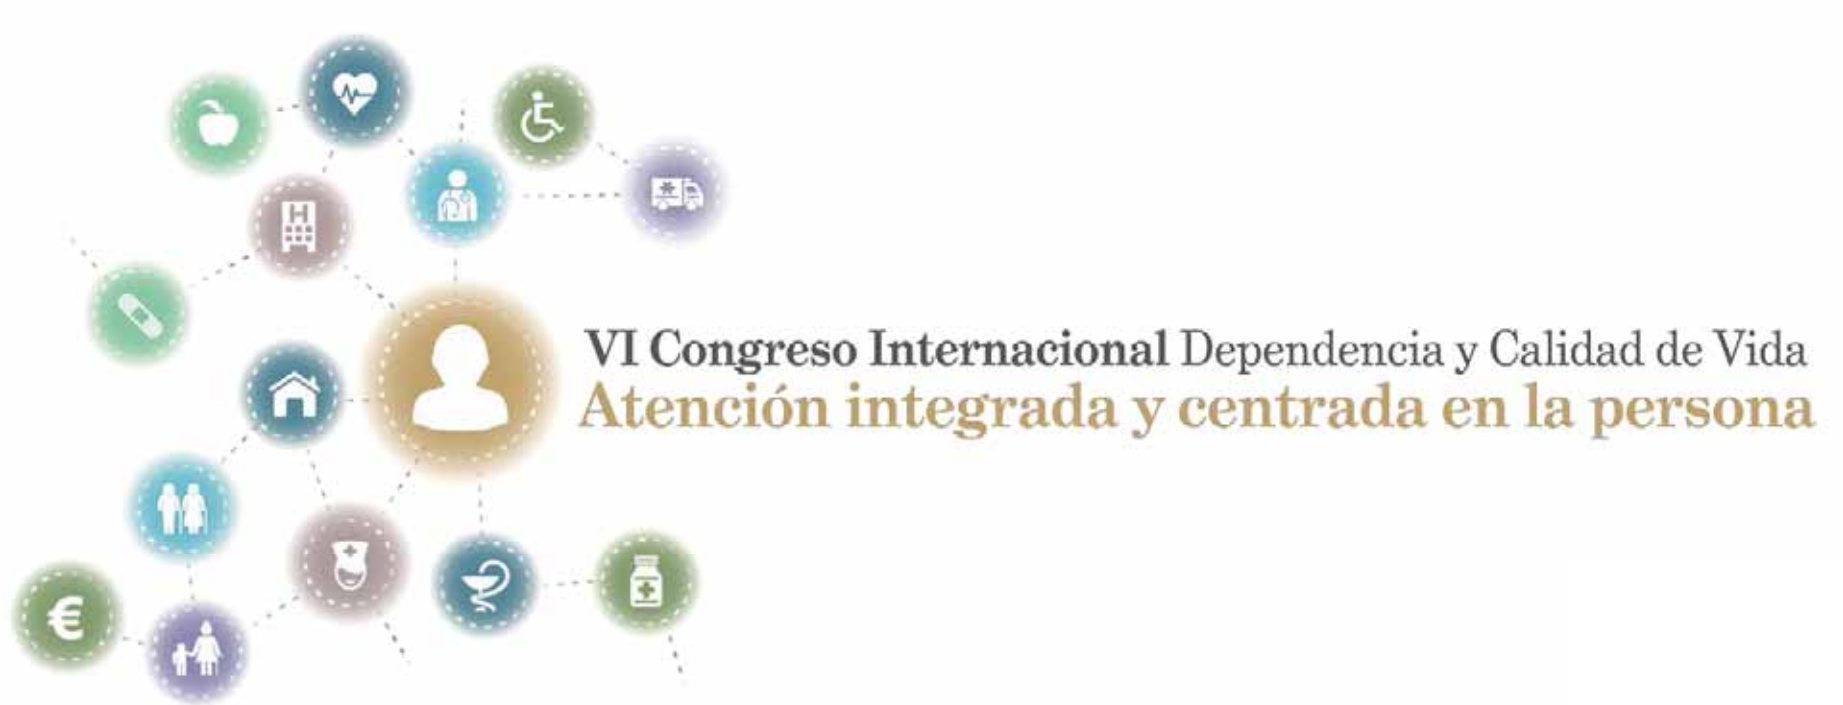 H
VI Congreso Internacional Dependencia y Calidad de Vida
Atención integrada y centrada en la persona
€